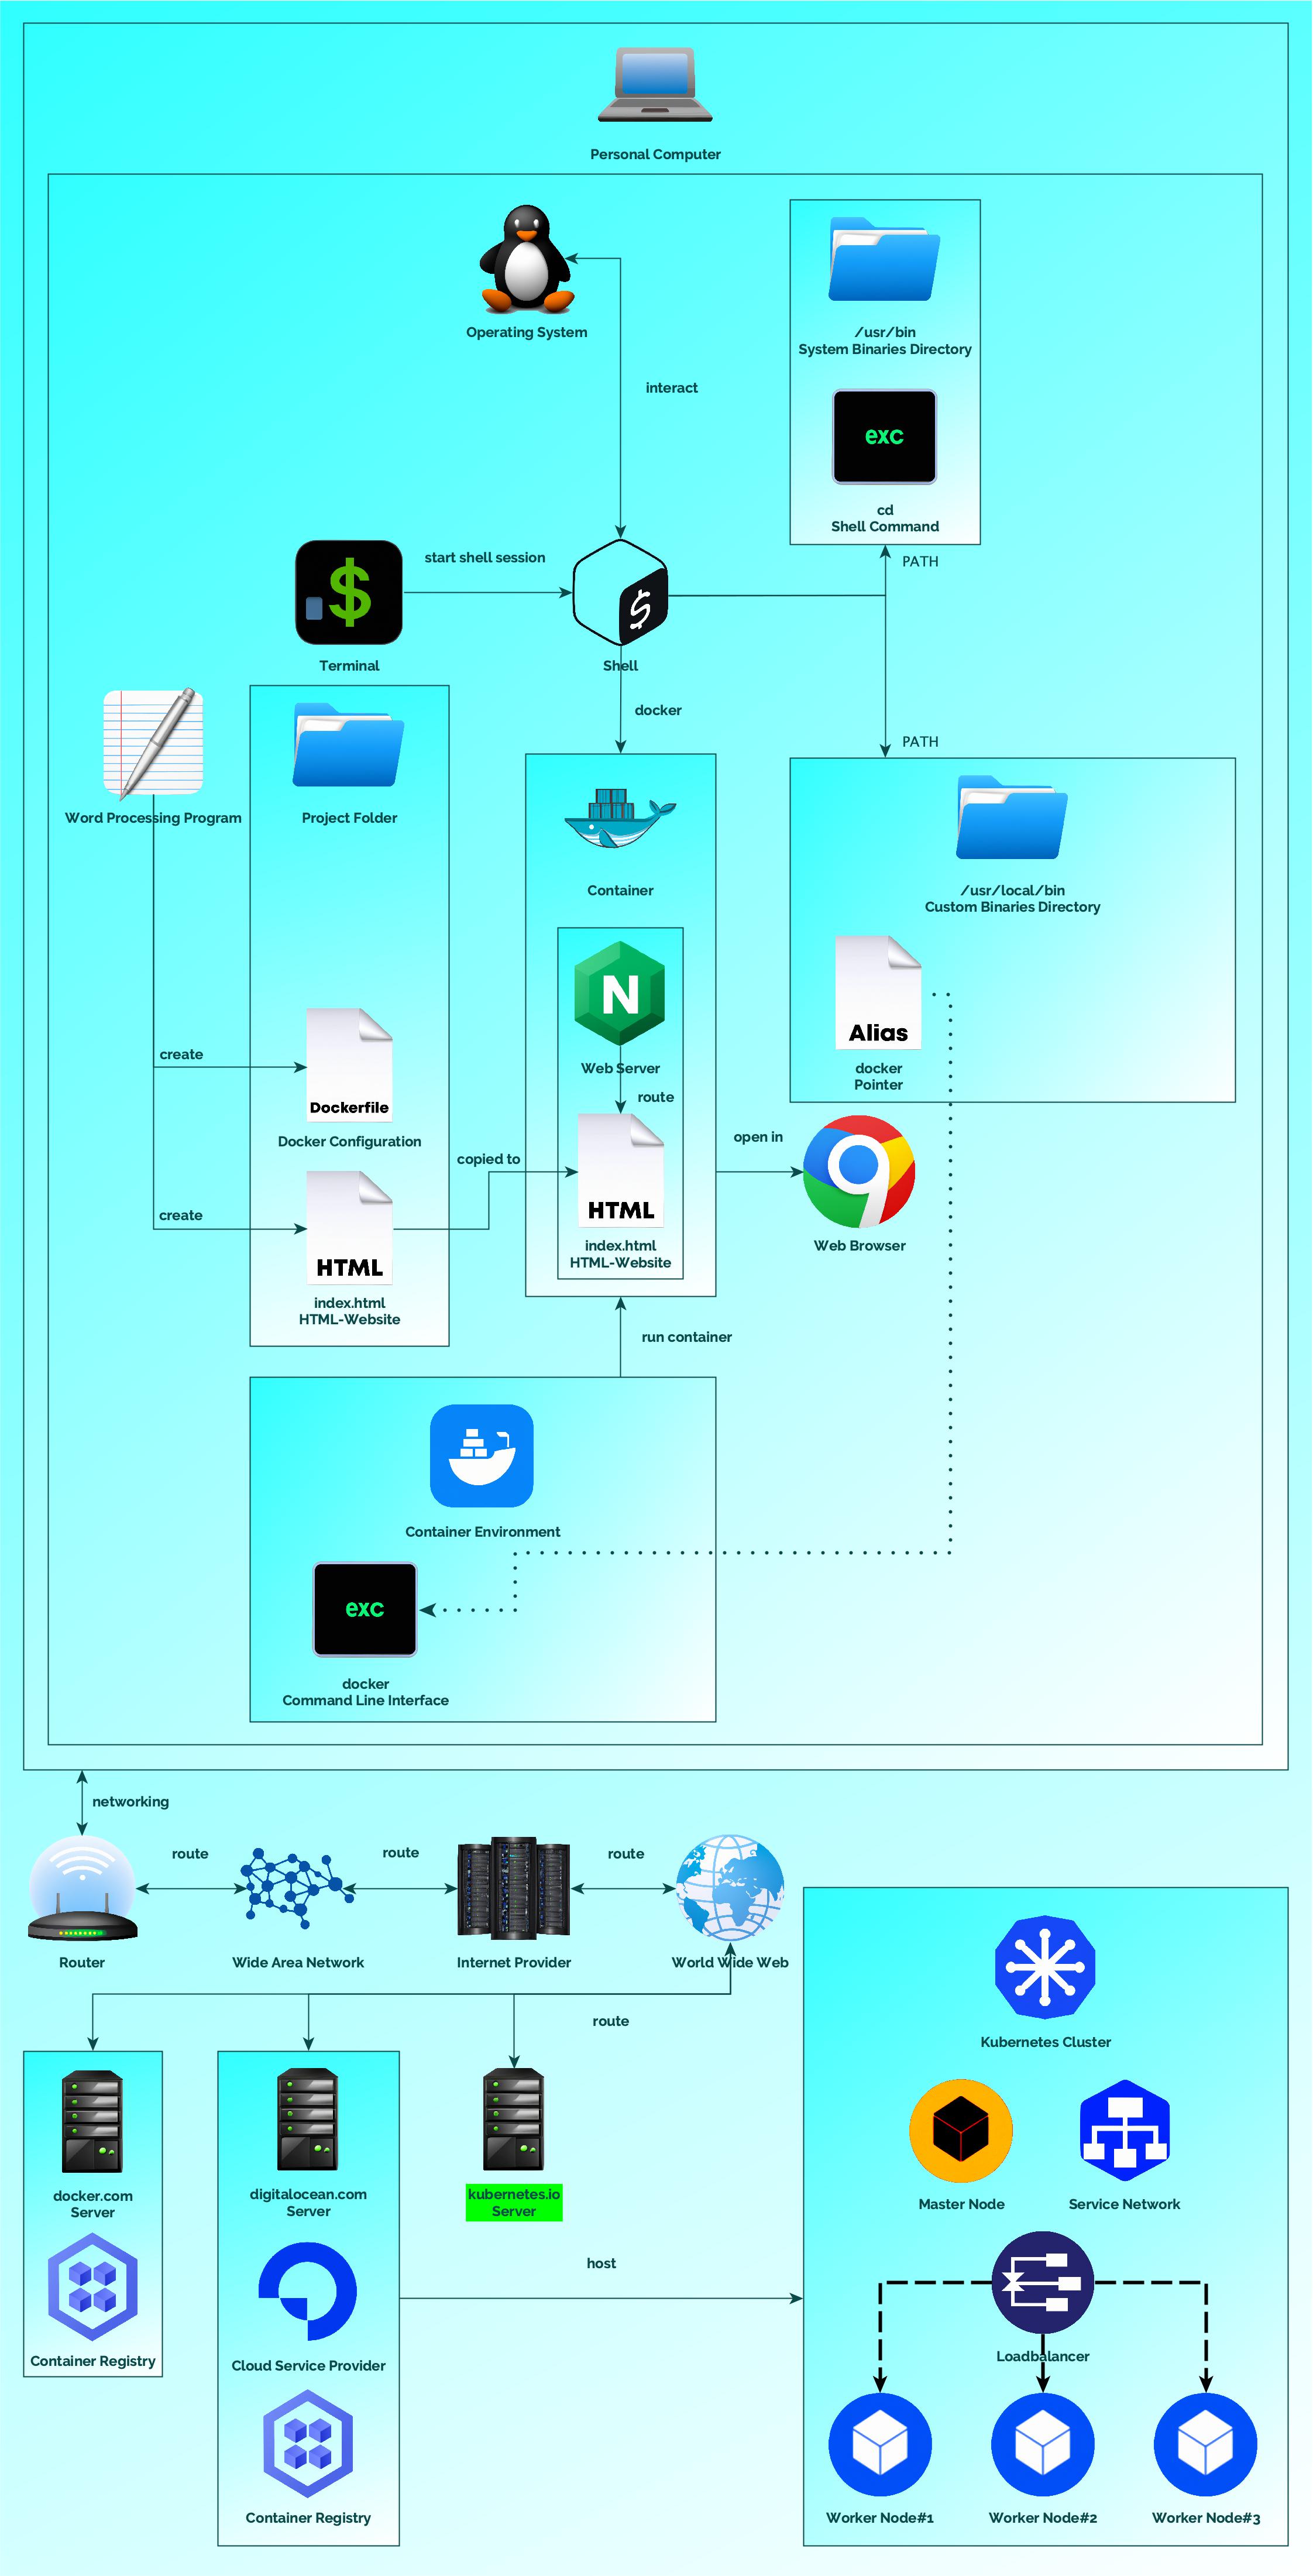 Personal Computer
Operating System
/usr/bin
System Binaries Directory
interact
exc
cd
Shell Command
start shell session
PATH
$
$
Terminal
Shell
docker
PATH
Word Processing Program
Project Folder
Container
/usr/local/bin
Custom Binaries Directory
N
Alias
create
Web Server
docker
Pointer
route
Dockerfile
Docker Configuration
copied to
open in
create
HTML
index.html
HTML-Website
Web Browser
HTML
index.html
HTML-Website
run container
Container Environment
exc
docker
Command Line Interface
networking
route
route
route
Router
Wide Area Network
Internet Provider
World Wide Web
route
Kubernetes Cluster
docker.com
Server
digitalocean.com
Server
kubernetes.io
Server
Master Node
Service Network
host
Container Registry
Cloud Service Provider
Loadbalancer
Container Registry
Worker Node#1
Worker Node#2
Worker Node#3